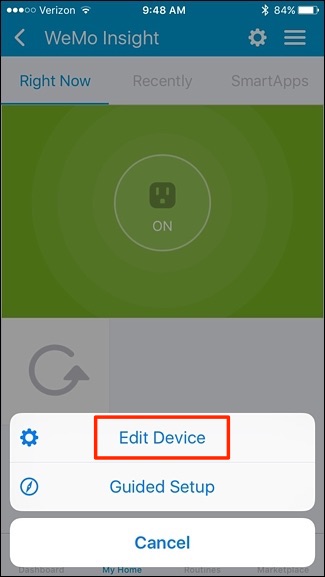 Verizon 9:48 AM 84%
WeMo Insight
Right Now Recently SmartApps
ON
Edit Device
Guided Setup
Cancel
Dashboard My Home Routines Marketplace